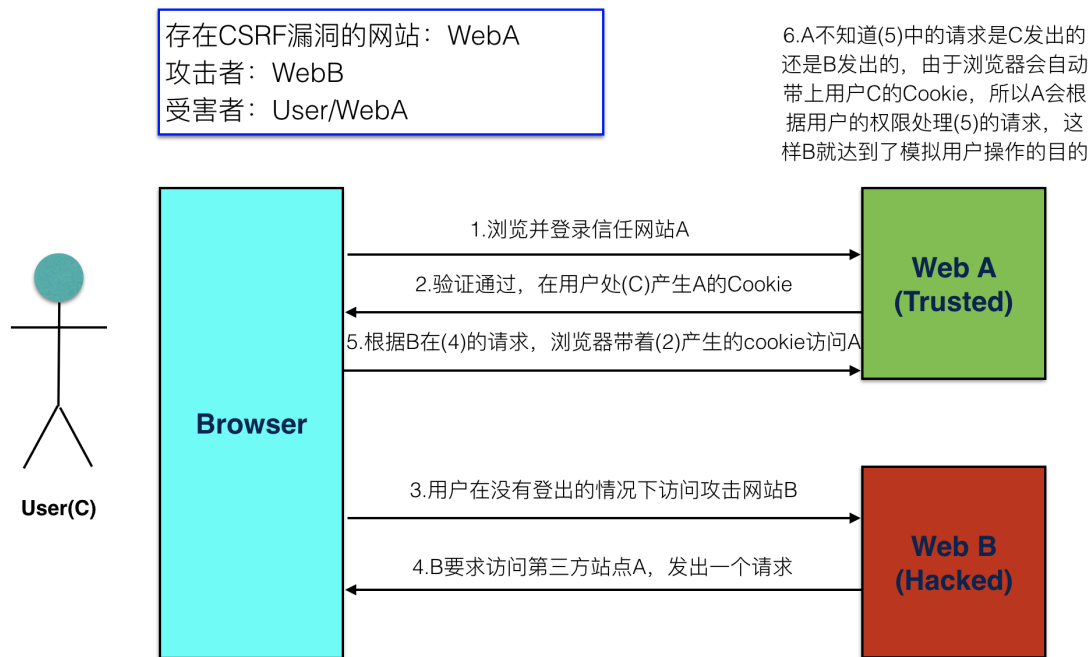 存在CSRF漏洞的网站：WebA
攻击者：WebB
受害者：User/WebA
6.A不知道(5)中的请求是C发出的
还是B发出的，由于浏览器会自动
带上用户C的Cookie，所以A会根
据用户的权限处理(5)的请求，这
样B就达到了模拟用户操作的目的
1.浏览并登录信任网站A
2.验证通过，在用户处(C)产生A的Cookie
5.根据B在(4)的请求，浏览器带着(2)产生的cookie访问A
Web A
(Trusted)
Browser
User(C)
3.用户在没有登出的情况下访问攻击网站B
4.B要求访问第三方站点A，发出一个请求
Web B
(Hacked)